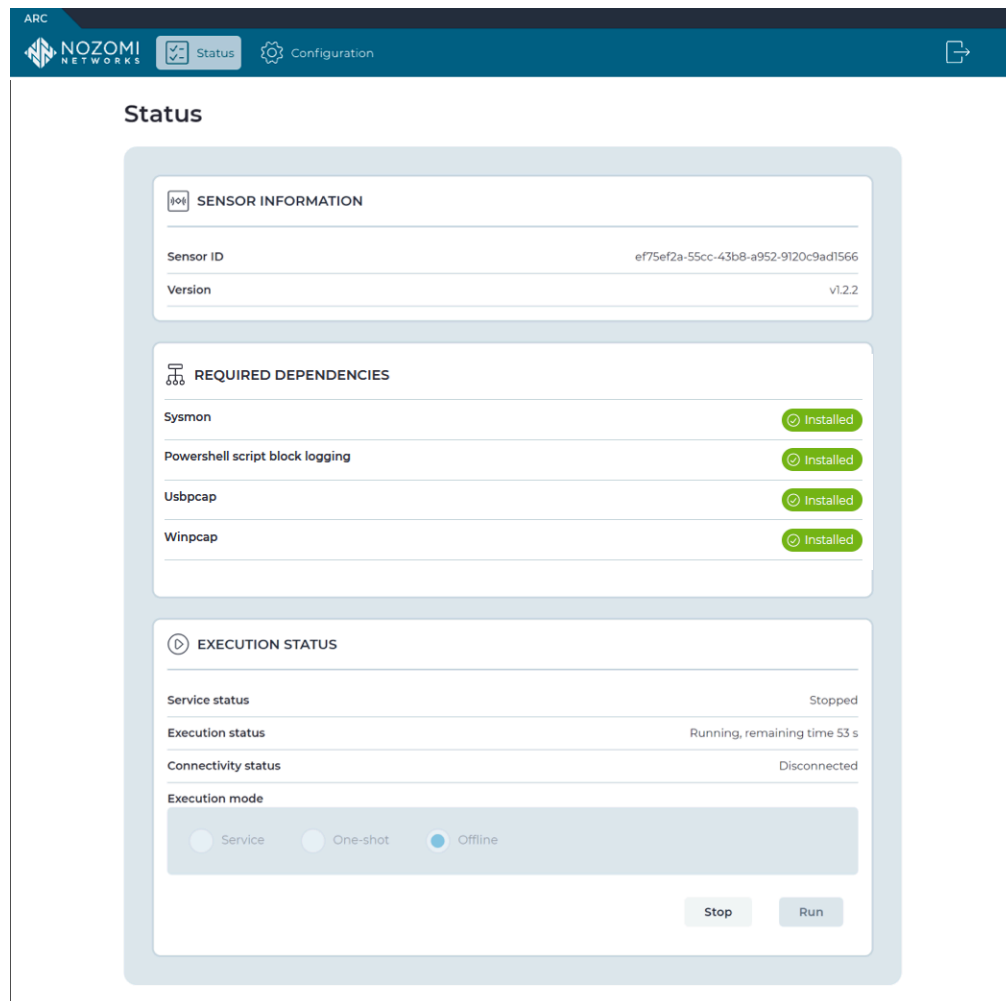 ARC
NOZOMI
NETWORKS
Status
Configuration
Status
SENSOR INFORMATION
Sensor ID ef75ef2a-55cc-43b8-a952-9120c9ad1566
Version v1.2.2
REQUIRED DEPENDENCIES
Sysmon Installed
Powershell script block logging Installed
Usbpcap Installed
Winpcap Installed
EXECUTION STATUS
Service status Stopped
Execution status Running, remaining time 53 s
Connectivity status Disconnected
Execution mode
Service One-shot Offline
Stop Run